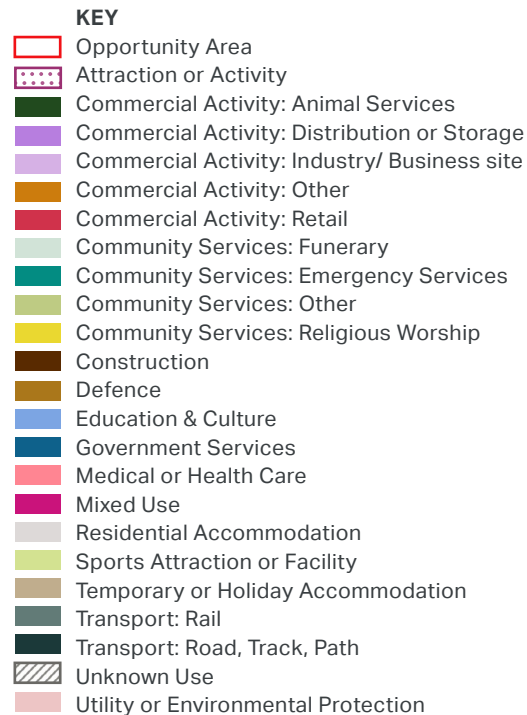 KEY
Opportunity Area
Attraction or Activity
Commercial Activity: Animal Services
Commercial Activity: Distribution or Storage
Commercial Activity: Industry/ Business site
Commercial Activity: Other
Commercial Activity: Retail
Community Services: Funerary
Community Services: Emergency Services
Community Services: Other
Community Services: Religious Worship
Construction
Defence
Education & Culture
Government Services
Medical or Health Care
Mixed Use
Residential Accommodation
Sports Attraction or Facility
Temporary or Holiday Accommodation
Transport: Rail
Transport: Road, Track, Path
Unknown Use
Utility or Environmental Protection